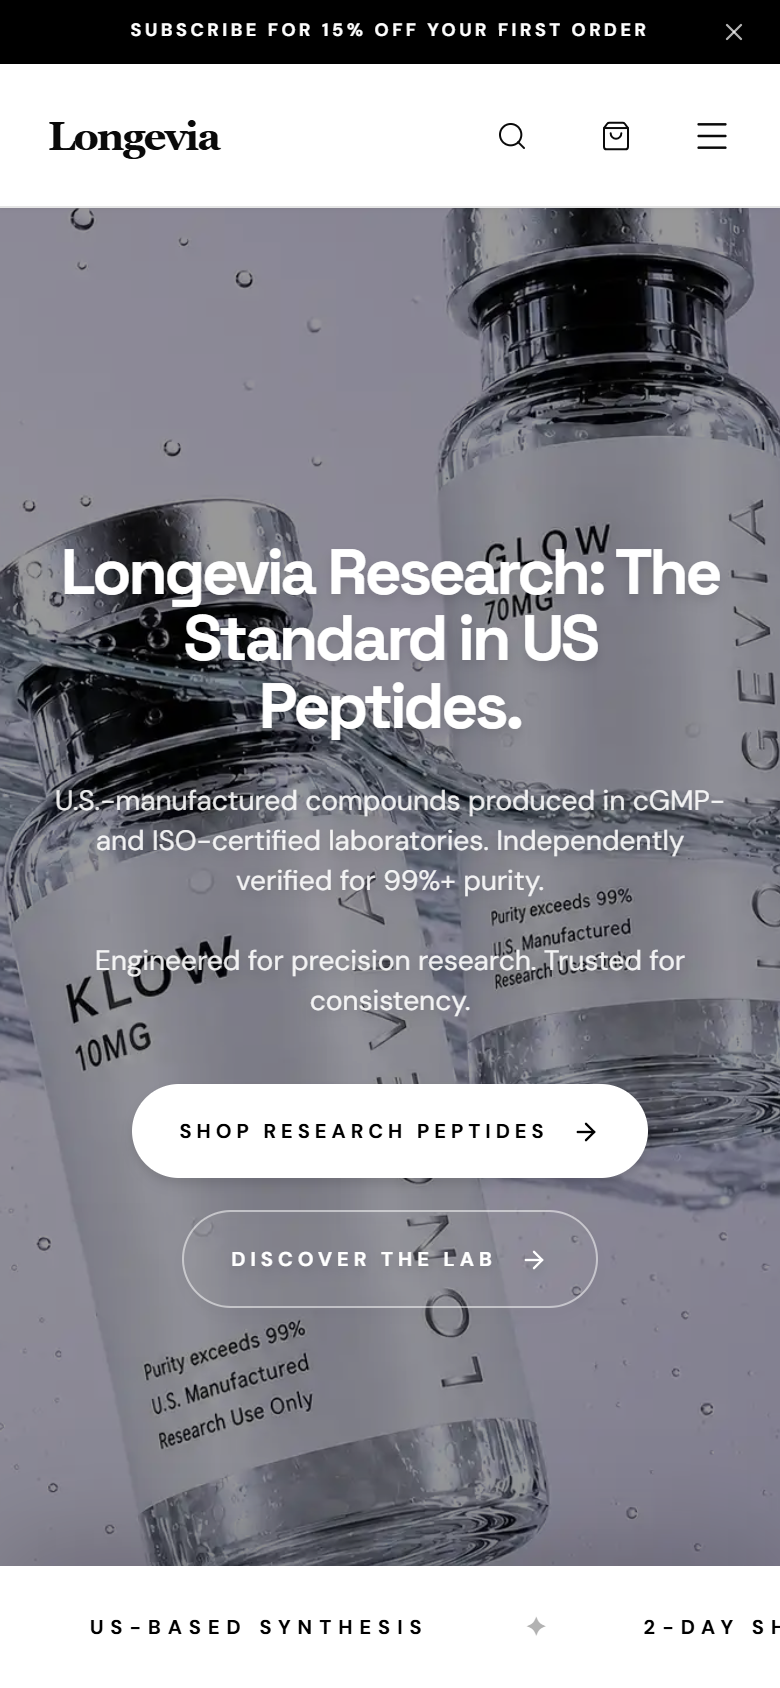 SUBSCRIBE FOR 15% OFF YOUR FIRST ORDER
Longevia
GLOW
70MG
Longevia Research: The
Standard in US
Peptides.
U.S.-manufactured compounds produced in cGMP-
and ISO-certified laboratories. Independently
verified for 99%+ purity.
Purity exceeds 99%
U.S. Manufactured
Research Use Only
Engineered for precision research. Trusted for
consistency.
KLOW
10MG
SHOP RESEARCH PEPTIDES
DISCOVER THE LAB
Purity exceeds 99%
U.S. Manufactured
Research Use Only
US-BASED SYNTHESIS
2-DAY